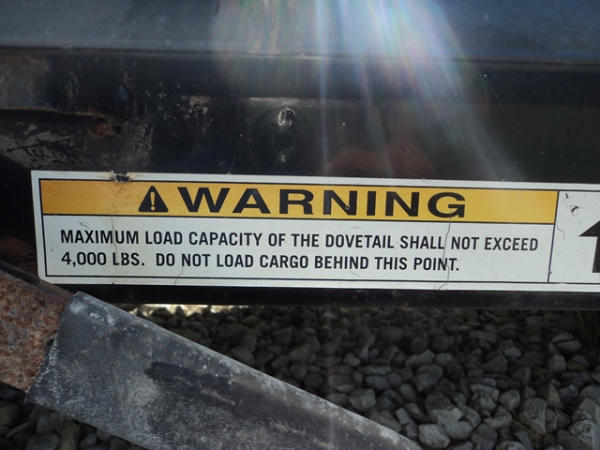 WARNING
MAXIMUM LOAD CAPACITY OF THE DOVETAIL SHALL NOT EXCEED
4,000 LBS. DO NOT LOAD CARGO BEHIND THIS POINT.